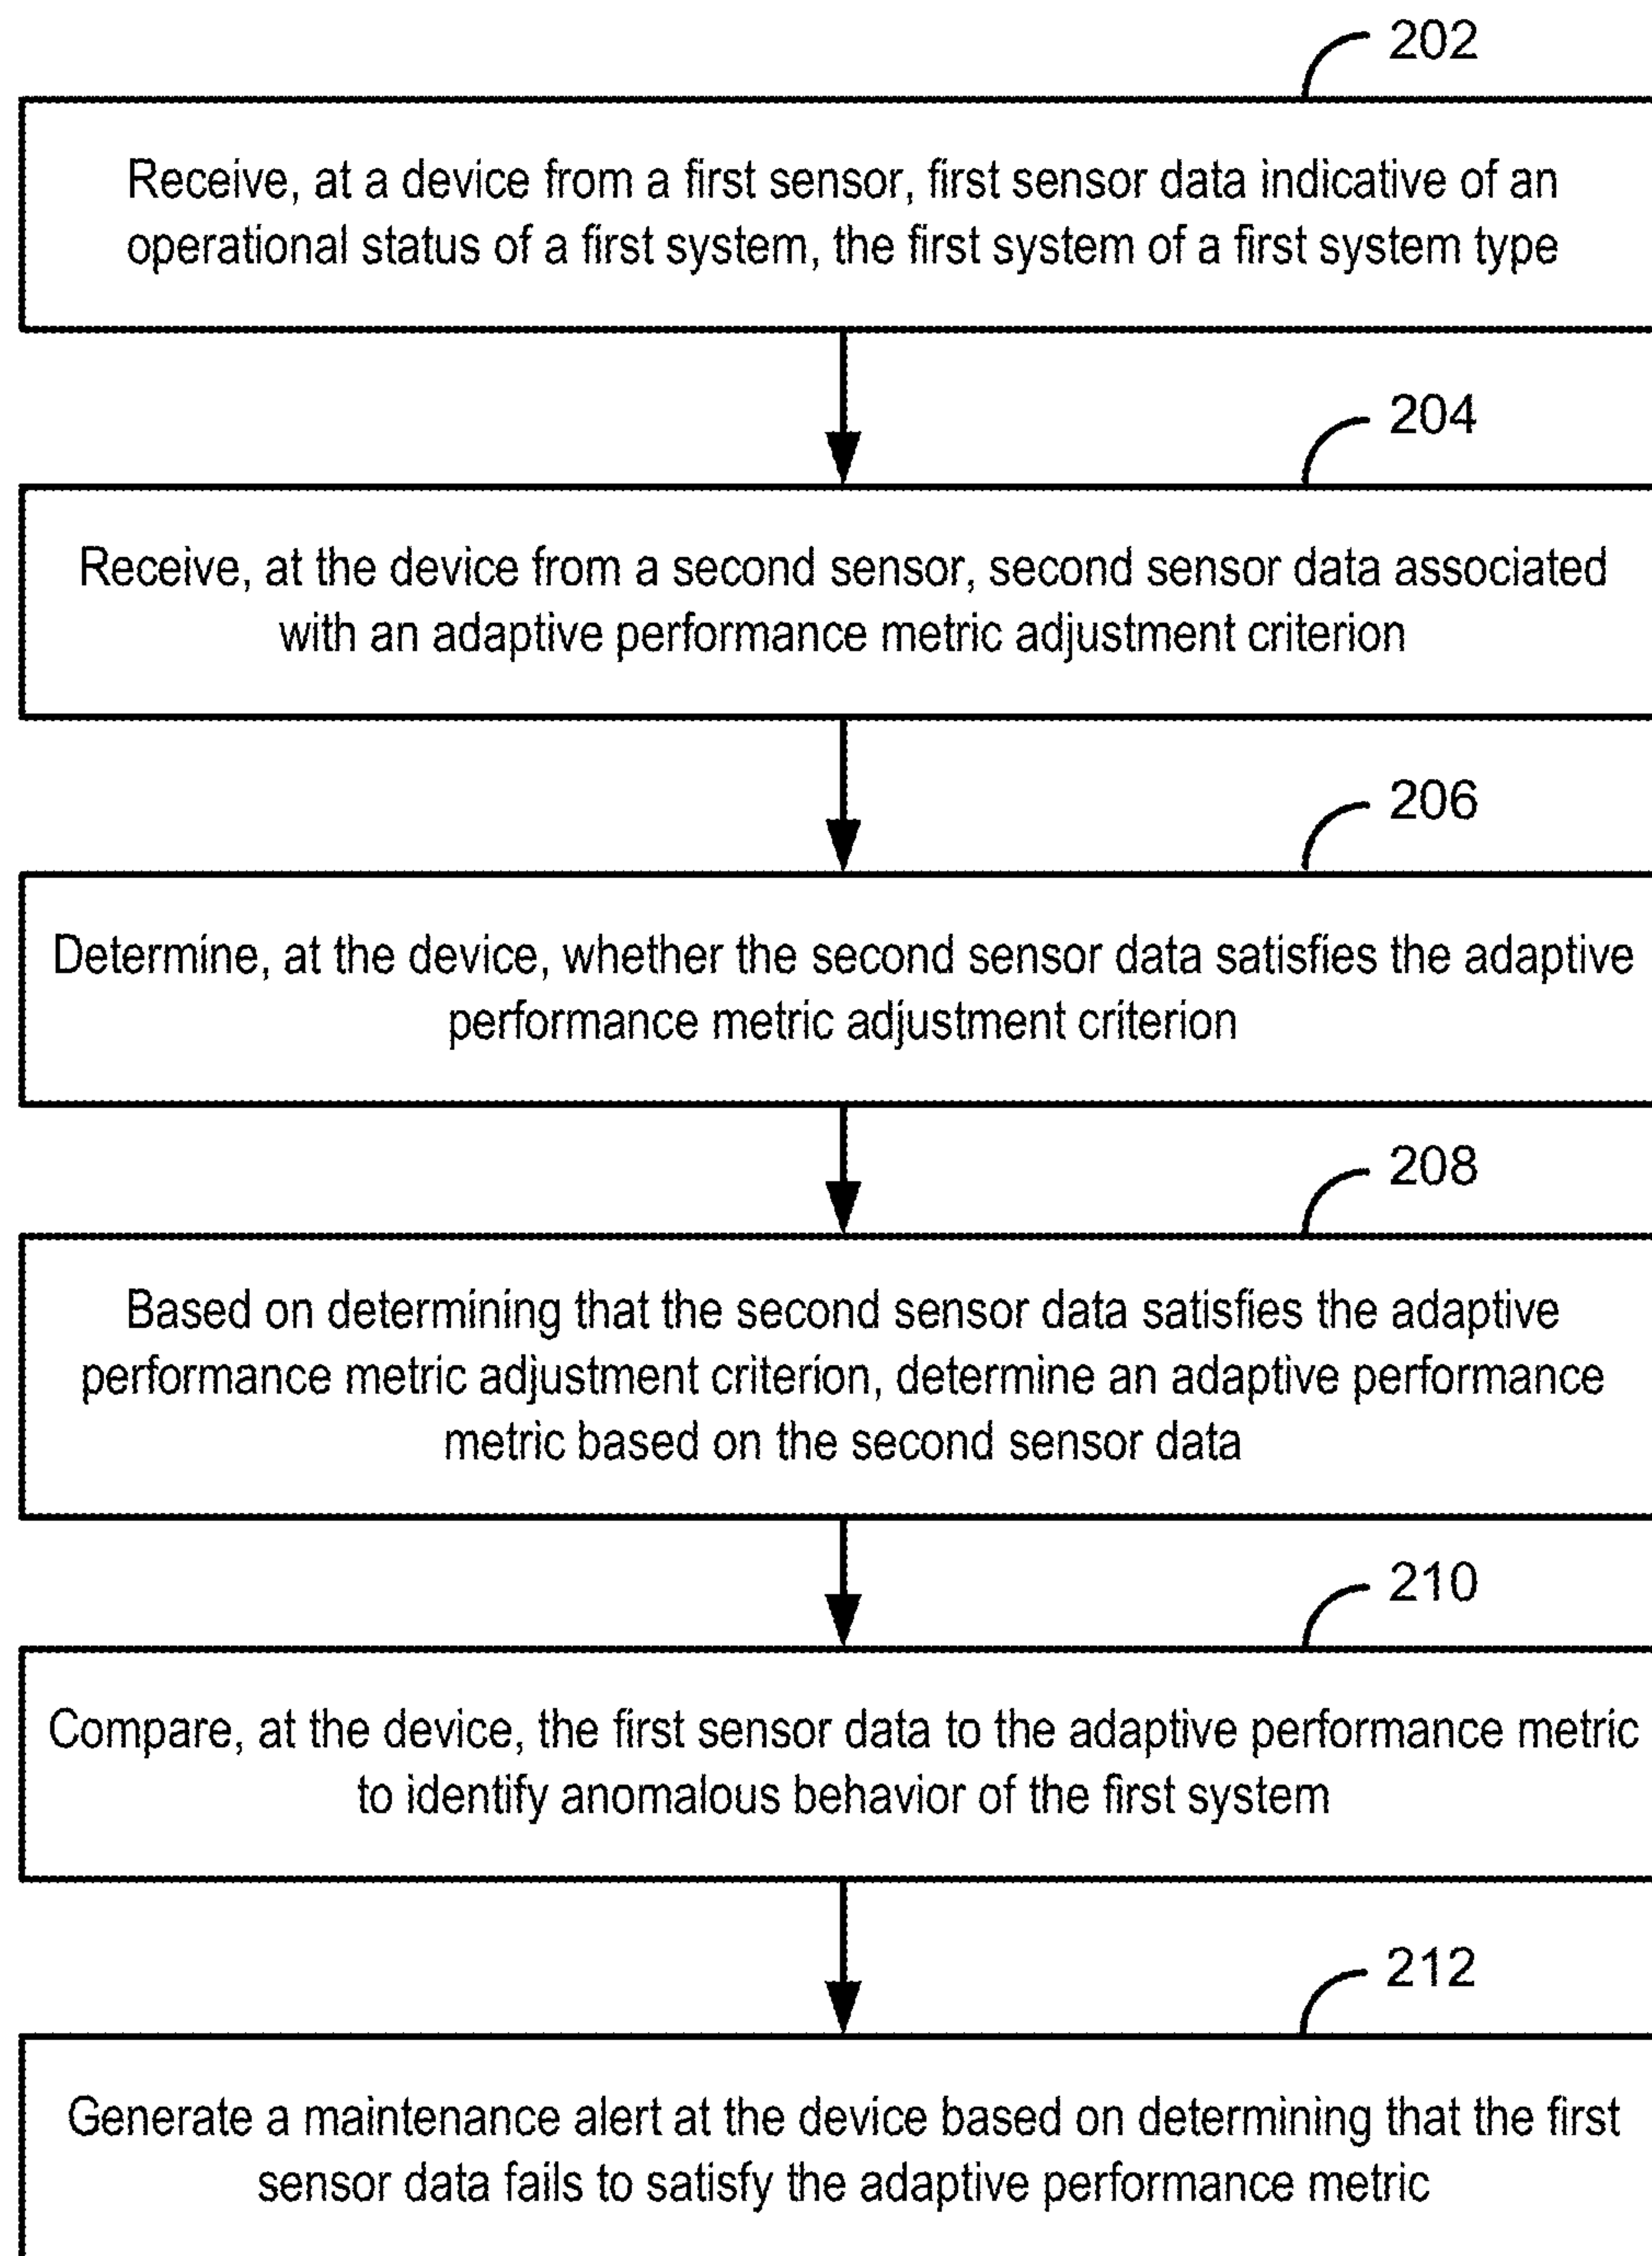 202
Receive, at a device from a first sensor, first sensor data indicative of an
operational status of a first system, the first system of a first system type
204
Receive, at the device from a second sensor, second sensor data associated
with an adaptive performance metric adjustment criterion
206
Determine, at the device, whether the second sensor data satisfies the adaptive
performance metric adjustment criterion
208
Based on determining that the second sensor data satisfies the adaptive
performance metric adjustment criterion, determine an adaptive performance
metric based on the second sensor data
210
Compare, at the device, the first sensor data to the adaptive performance metric
to identify anomalous behavior of the first system
212
Generate a maintenance alert at the device based on determining that the first
sensor data fails to satisfy the adaptive performance metric